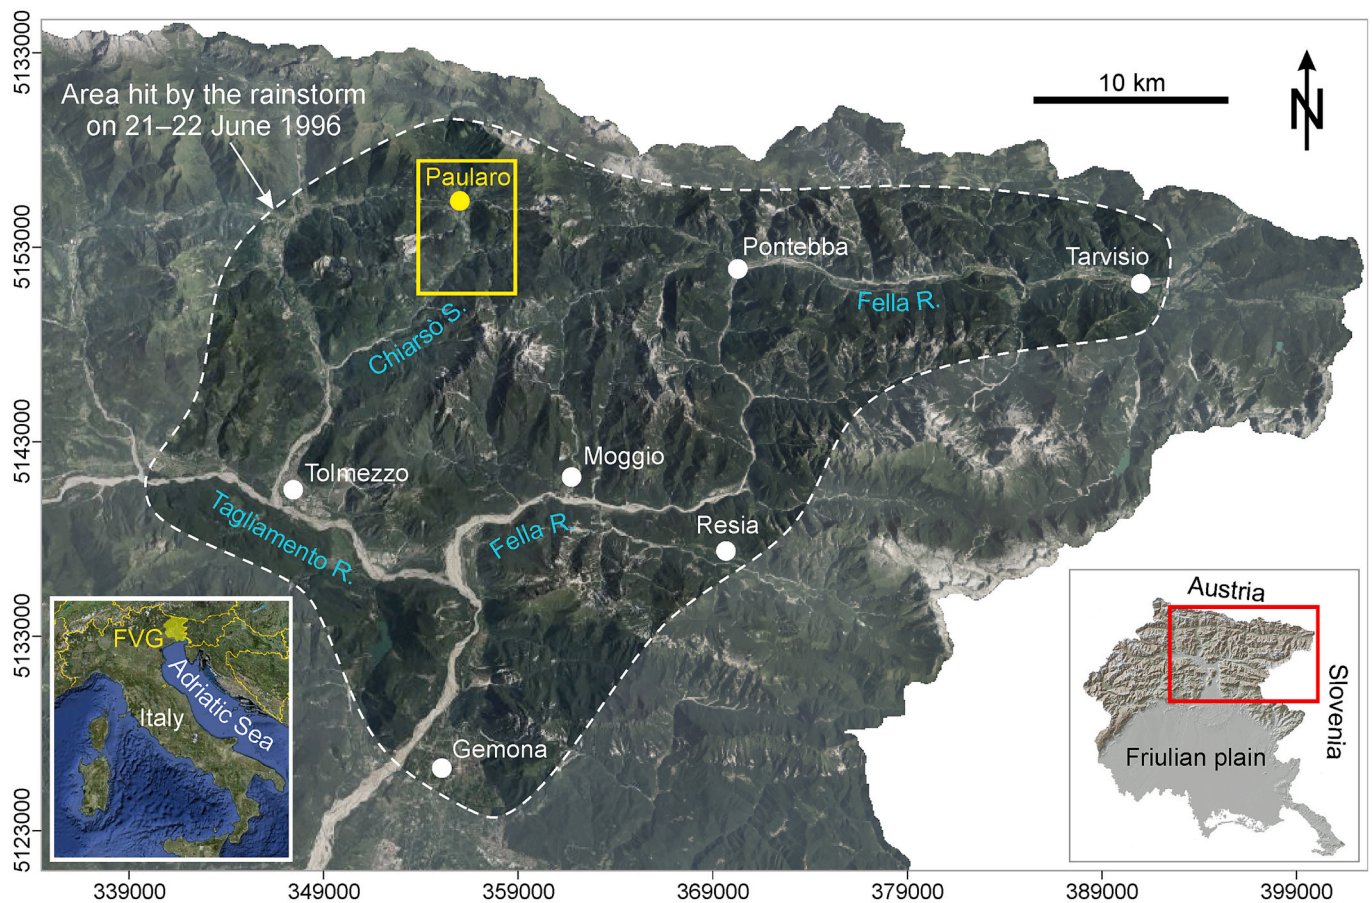 Area hit by the rainstorm
on 21–22 June 1996
10 km
N
Paularo
Pontebba
Tarvisio
Fella R.
Chiarsò S.
Tolmezzo
Moggio
Resia
Tagliamento R.
Fella R.
Gemona
FVG
Adriatic Sea
Italy
Austria
Slovenia
Friulian plain
5133000
5153000
5143000
5133000
5123000
339000
349000
359000
369000
379000
389000
399000